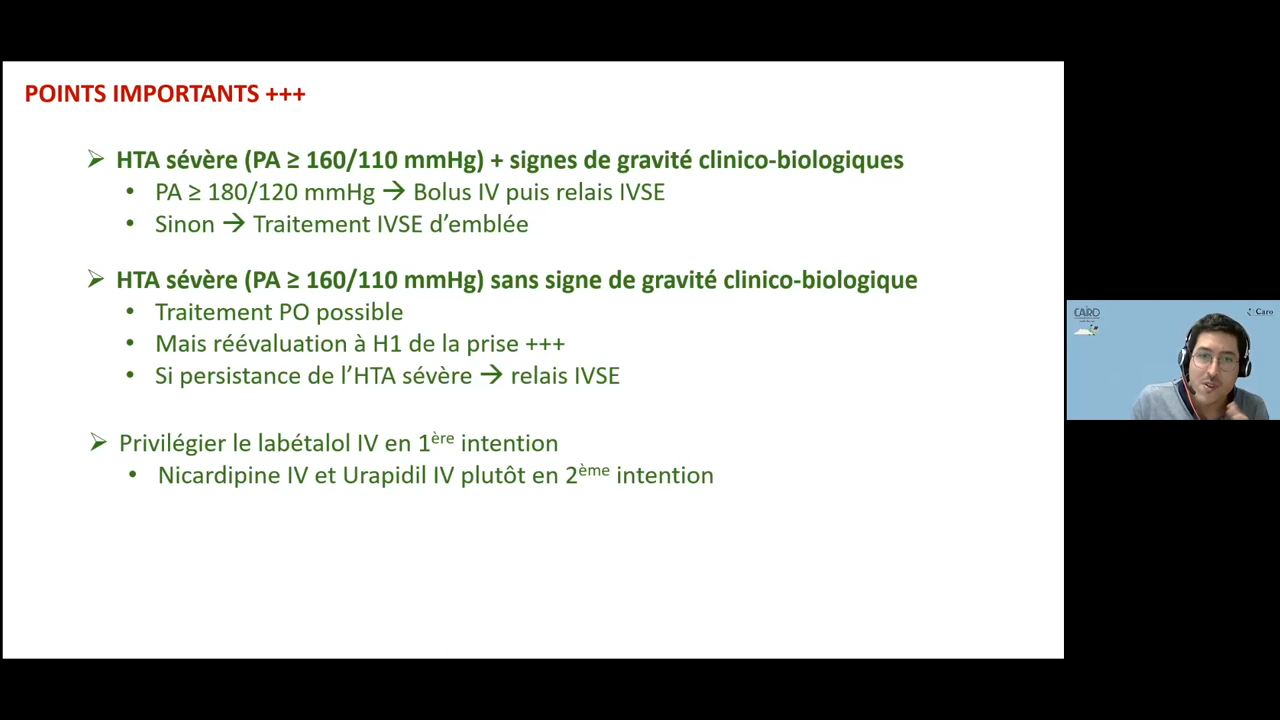 POINTS IMPORTANTS +++
➢ HTA sévère (PA ≥ 160/110 mmHg) + signes de gravité clinico-biologiques
• PA ≥ 180/120 mmHg → Bolus IV puis relais IVSE
• Sinon → Traitement IVSE d’emblée
➢ HTA sévère (PA ≥ 160/110 mmHg) sans signe de gravité clinico-biologique
• Traitement PO possible
• Mais réévaluation à H1 de la prise +++
• Si persistance de l’HTA sévère → relais IVSE
➢ Privilégier le labétalol IV en 1ère intention
• Nicardipine IV et Urapidil IV plutôt en 2ème intention
CAIRO
Caro